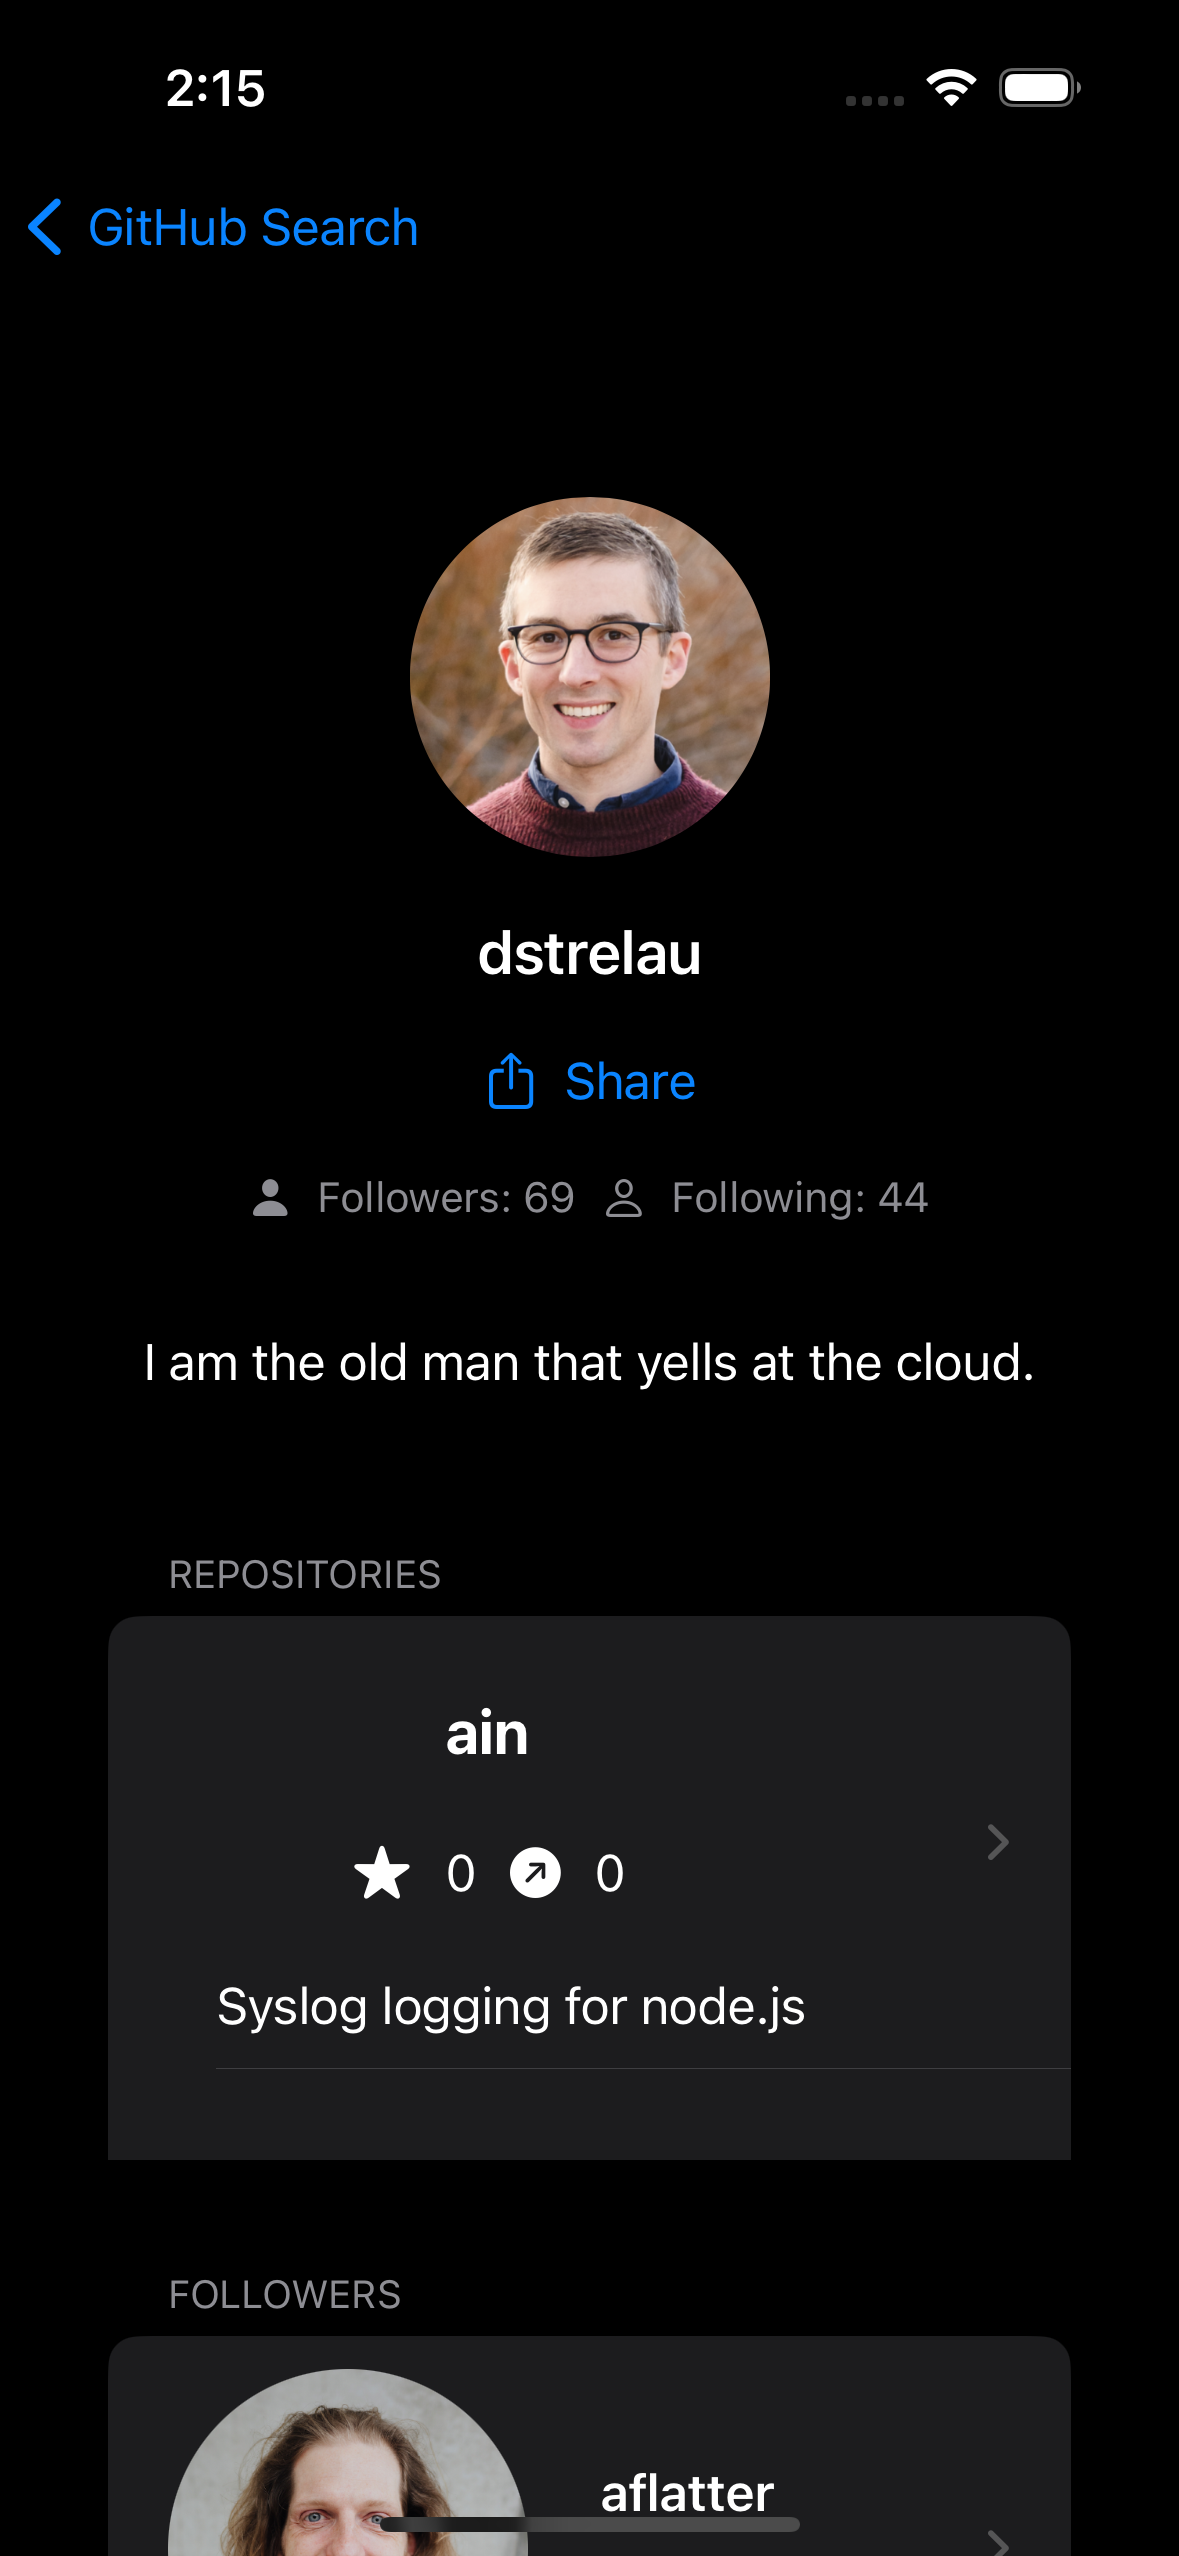 2:15
GitHub Search
dstrelau
Share
Followers: 69 Following: 44
I am the old man that yells at the cloud.
REPOSITORIES
ain
0 0
Syslog logging for node.js
FOLLOWERS
aflatter